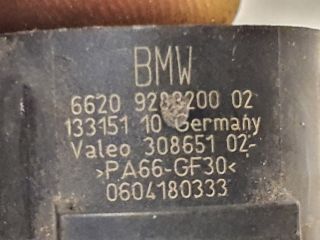 BMW
6620 9283200 02
133151 10 Germany
Valeo 308651 02-
>PA66-GF30<
0604180333